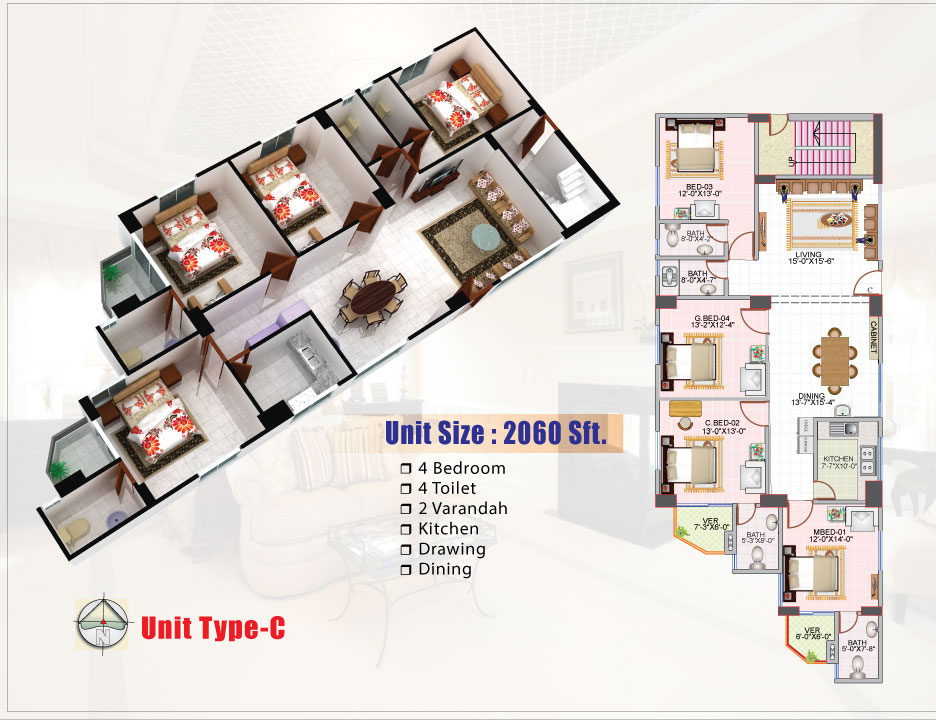 Unit Size : 2060 Sft.
4 Bedroom
4 Toilet
2 Varandah
Kitchen
Drawing
Dining
N
Unit Type-C
UP
BED-03
12'-0"X13'-0"
BATH
8'-0"X4'-2"
LIVING
15'-0"X15'-6"
BATH
8'-0"X4'-7"
C
G.BED-04
13'-2"X12'-4"
CABINET
DINING
13'-7"X15'-4"
C.BED-02
13'-0"X13'-0"
KITCHEN
7'-7"X10'-0"
VER
7'-3"X6'-0"
BATH
5'-3"X8'-0"
MBED-01
12'-0"X14'-0"
VER
6'-0"X6'-0"
BATH
5'-0"X7'-8"